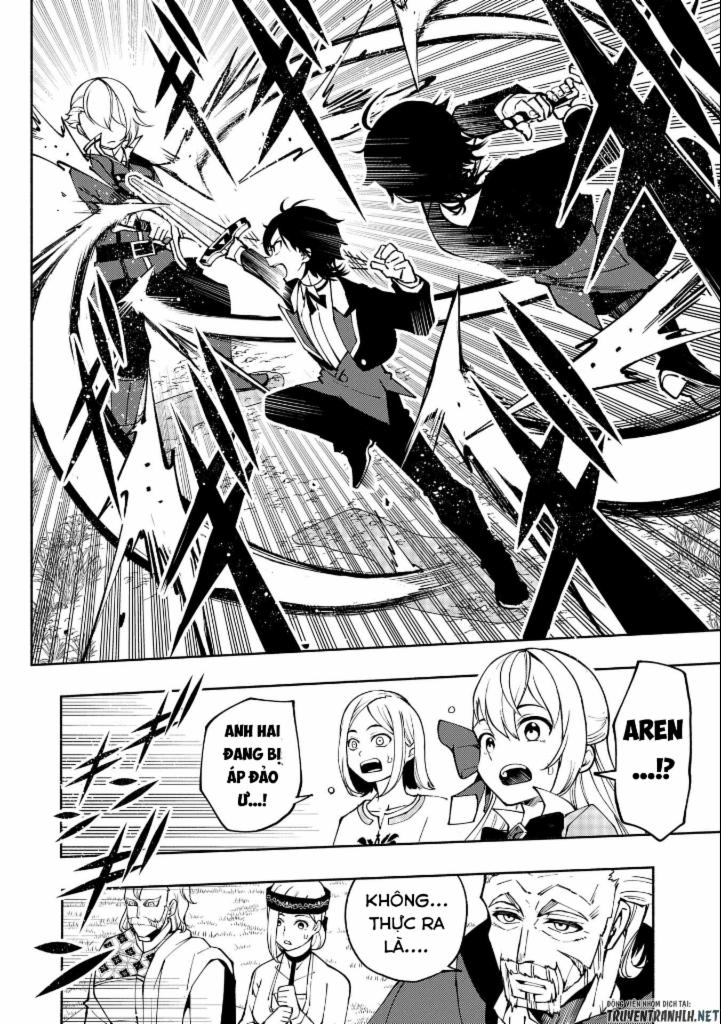 AREN
...!?
ANH HAI
ĐANG BỊ
ÁP ĐẢO
Ư...!
KHÔNG...
THỰC RA
LÀ....
ĐỘNG VIÊN NHÓM DỊCH TẠI:
TRUYENTRANHLH.NET